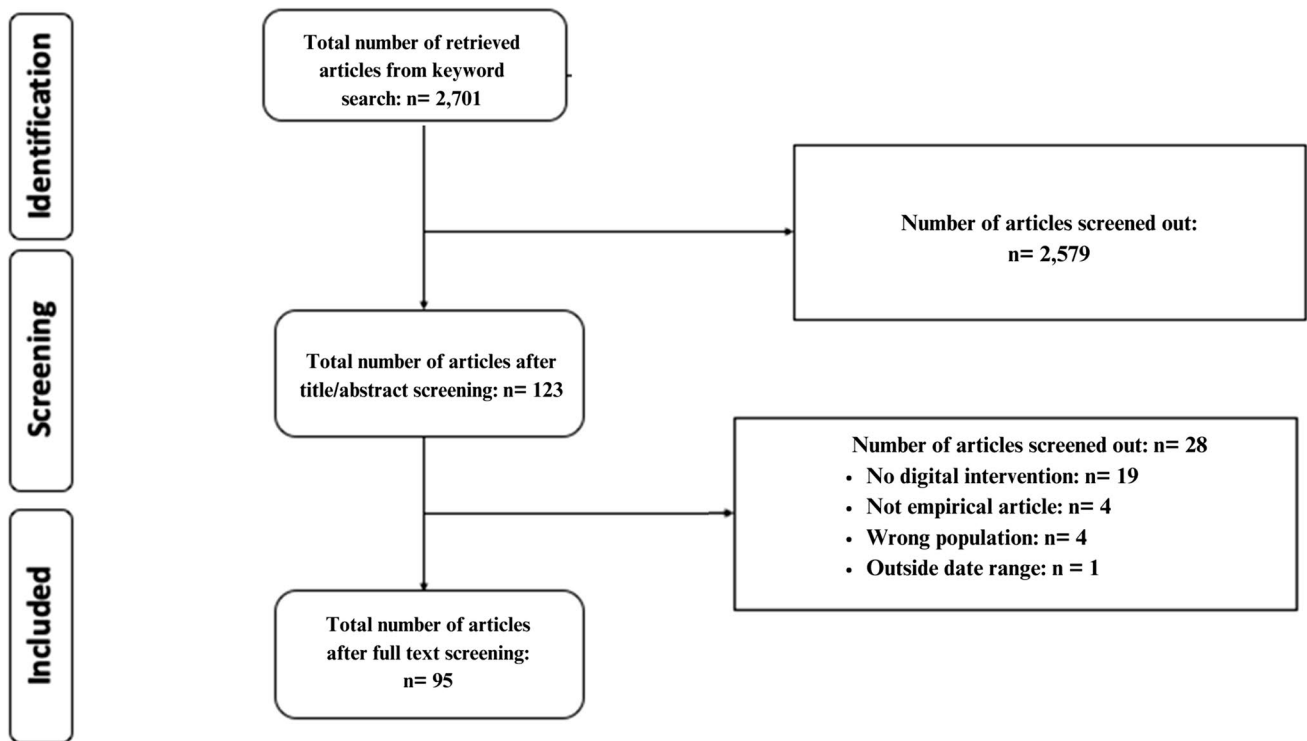 Identification
Total number of retrieved
articles from keyword
search: n= 2,701
Number of articles screened out:
n= 2,579
Screening
Total number of articles after
title/abstract screening: n= 123
Number of articles screened out: n= 28
• No digital intervention: n= 19
• Not empirical article: n= 4
• Wrong population: n= 4
• Outside date range: n = 1
Included
Total number of articles
after full text screening:
n= 95